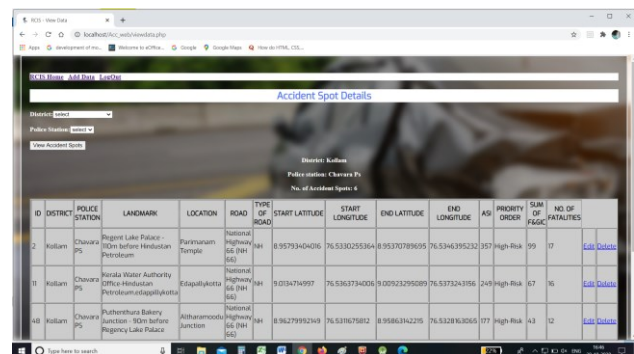 RCIS - View Data
localhost/Acc_web/viewdata.php
Apps development of mo... Welcome to eOffice... Google Google Maps How do HTML, CSS,...
RCIS Home Add Data LogOut
Accident Spot Details
District: select
Police Station: select
View Accident Spots
District: Kollam
Police station: Chavara Ps
No. of Accident Spots: 6
ID DISTRICT POLICE STATION LANDMARK LOCATION ROAD TYPE OF ROAD START LATITUDE START LONGITUDE END LATITUDE END LONGITUDE ASI PRIORITY ORDER SUM OF F&GIC NO. OF FATALITIES
2 Kollam Chavara PS Regent Lake Palace - 110m before Hindustan Petroleum Parimanam Temple National Highway 66 (NH 66) NH 8.95793404016 76.5330255364 8.95370789695 76.5346395232 357 High-Risk 99 17 Edit Delete
11 Kollam Chavara PS Kerala Water Authority Office-Hindustan Petroleum,edappllykotta Edapallykotta National Highway 66 (NH 66) NH 9.0134714997 76.5363734006 9.00923295089 76.5373243156 249 High-Risk 67 16 Edit Delete
48 Kollam Chavara PS Puthenthura Bakery Junction - 90m before Regency Lake Palace Alltharamoodu Junction National Highway 66 (NH 66) NH 8.96279992149 76.5311675812 8.95863142215 76.5328163065 177 High-Risk 43 12 Edit Delete
Type here to search
ENG 16:46